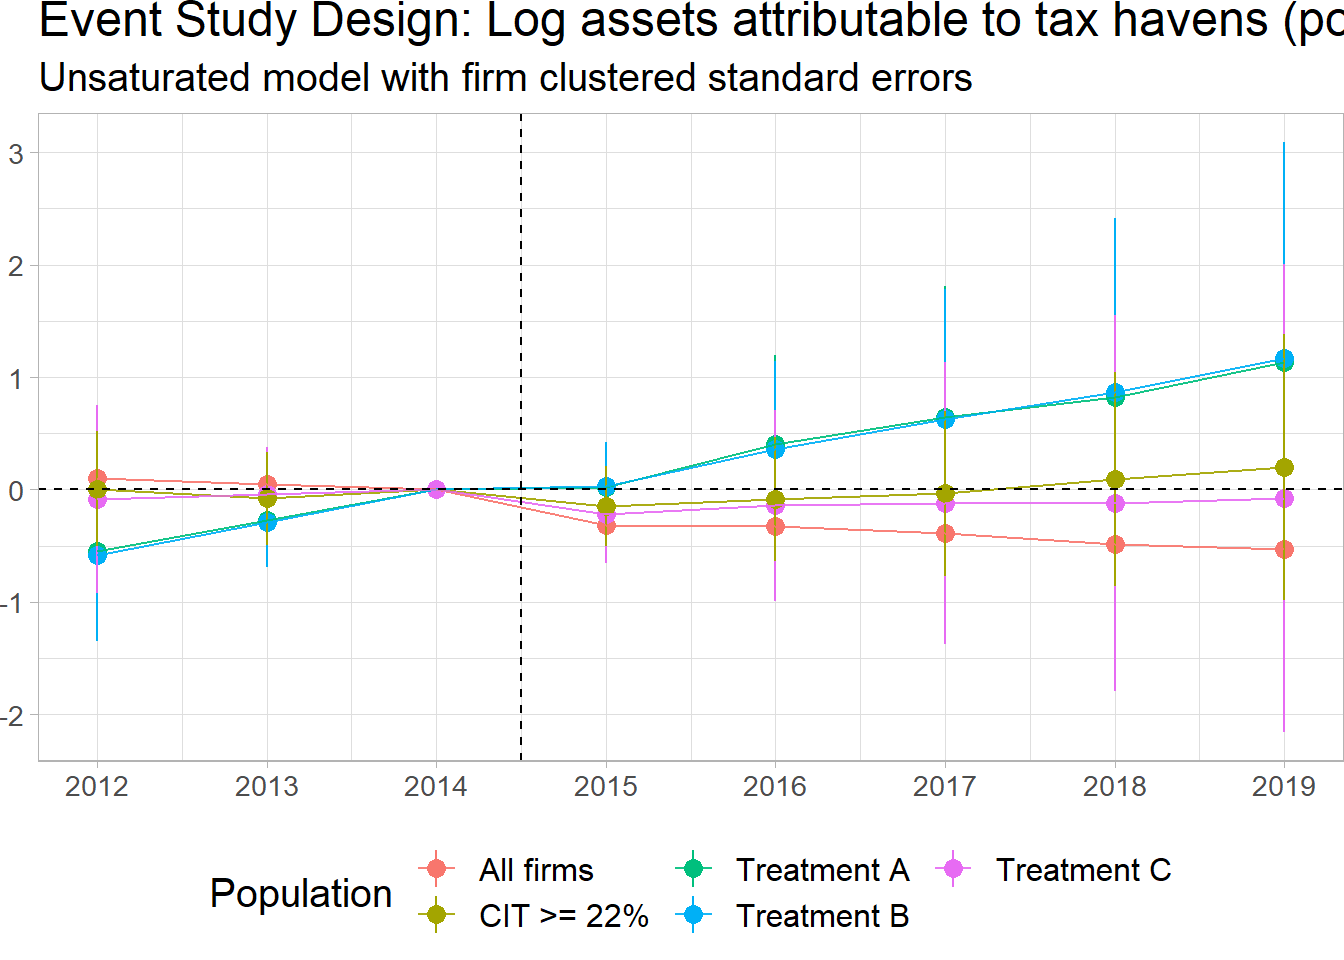 Event Study Design: Log assets attributable to tax havens (po
Unsaturated model with firm clustered standard errors
3
2
1
0
-1
-2
2012 2013 2014 2015 2016 2017 2018 2019
Population
All firms
Treatment A
Treatment C
CIT >= 22%
Treatment B